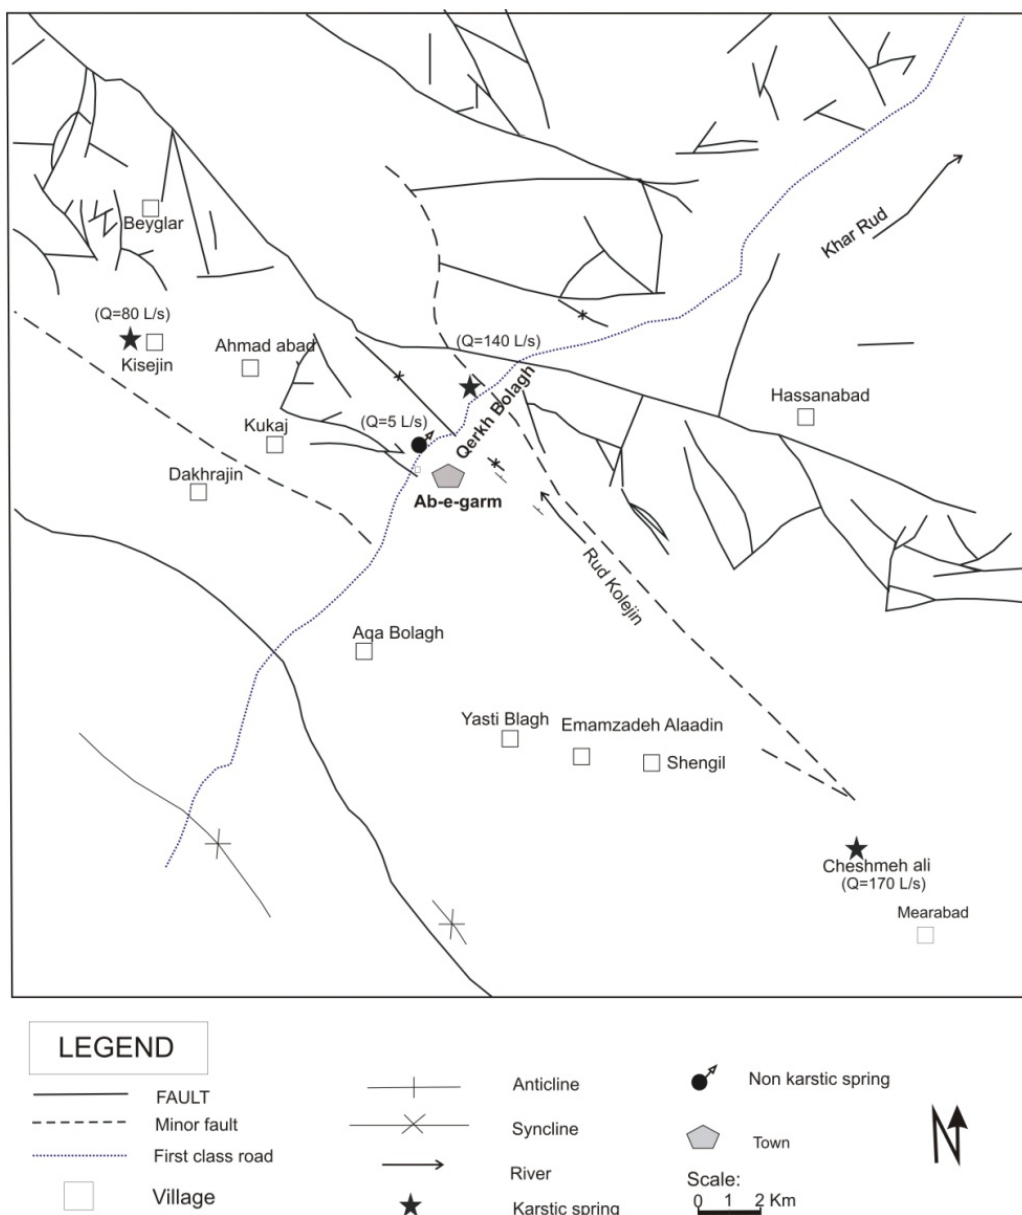 Khar Rud
Beyglar
(Q=80 L/s)
Kisejin
Ahmad abad
(Q=140 L/s)
Qerkh Bolagh
Hassanabad
Kukaj
(Q=5 L/s)
Dakhrajin
Ab-e-garm
Rud Kolejin
Aqa Bolagh
Yasti Blagh
Emamzadeh Alaadin
Shengil
Cheshmeh ali
(Q=170 L/s)
Mearabad
LEGEND
FAULT
Minor fault
First class road
Village
Anticline
Syncline
River
Karstic spring
Non karstic spring
Town
Scale:
0 1 2 Km
N